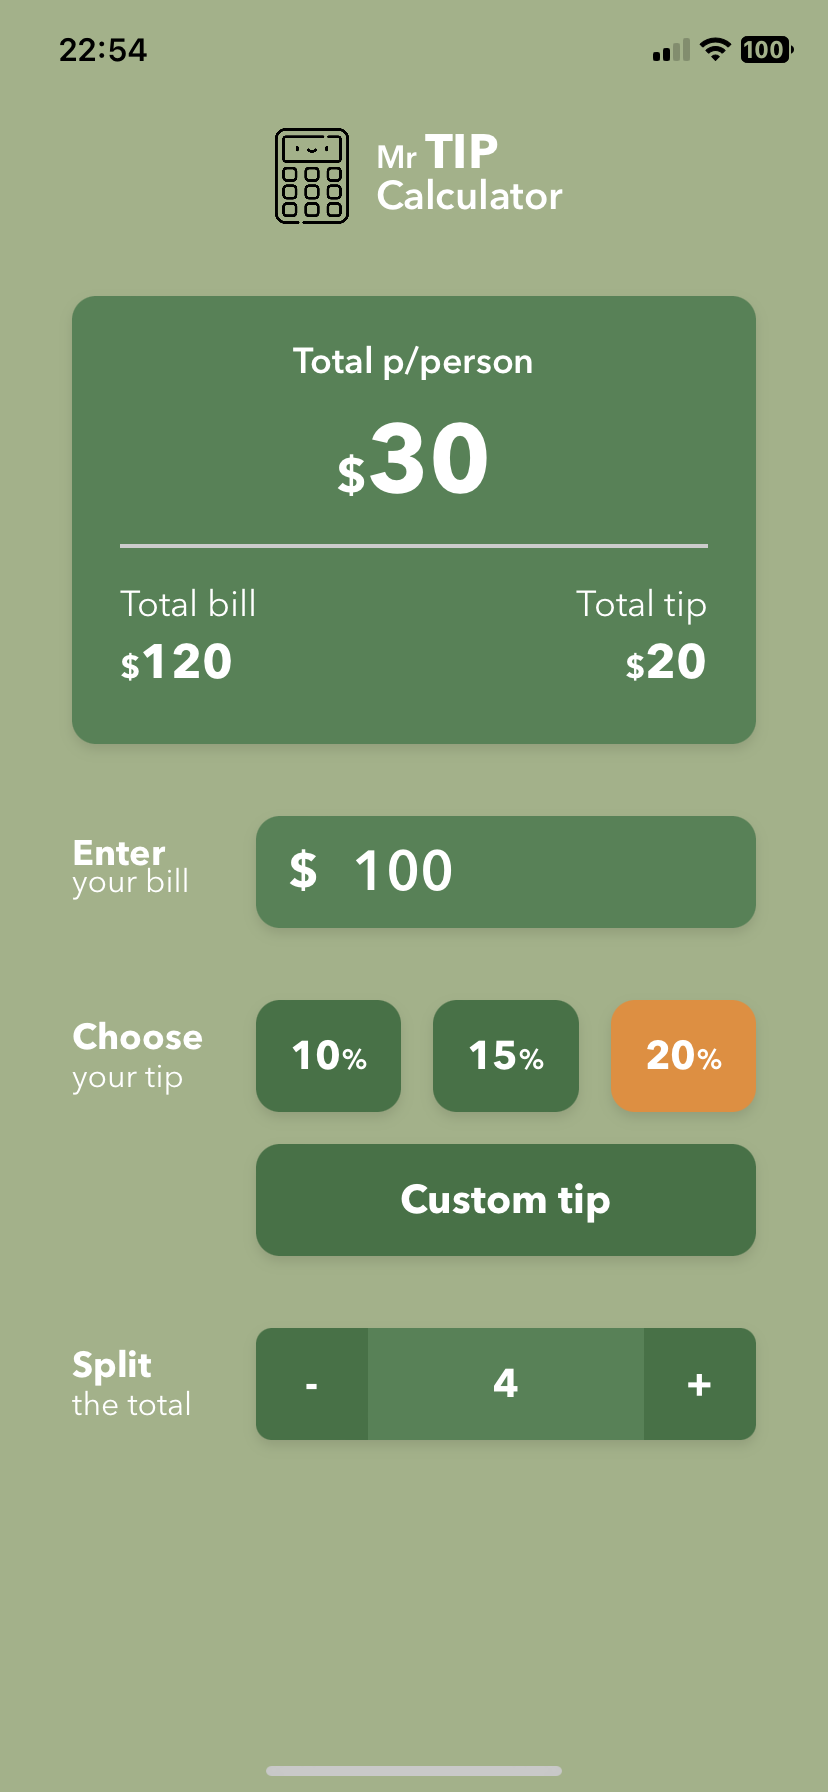 22:54
100
Mr TIP
Calculator
Total p/person
$30
Total bill
Total tip
$120
$20
Enter
your bill
$ 100
Choose
your tip
10%
15%
20%
Custom tip
Split
the total
- 4 +